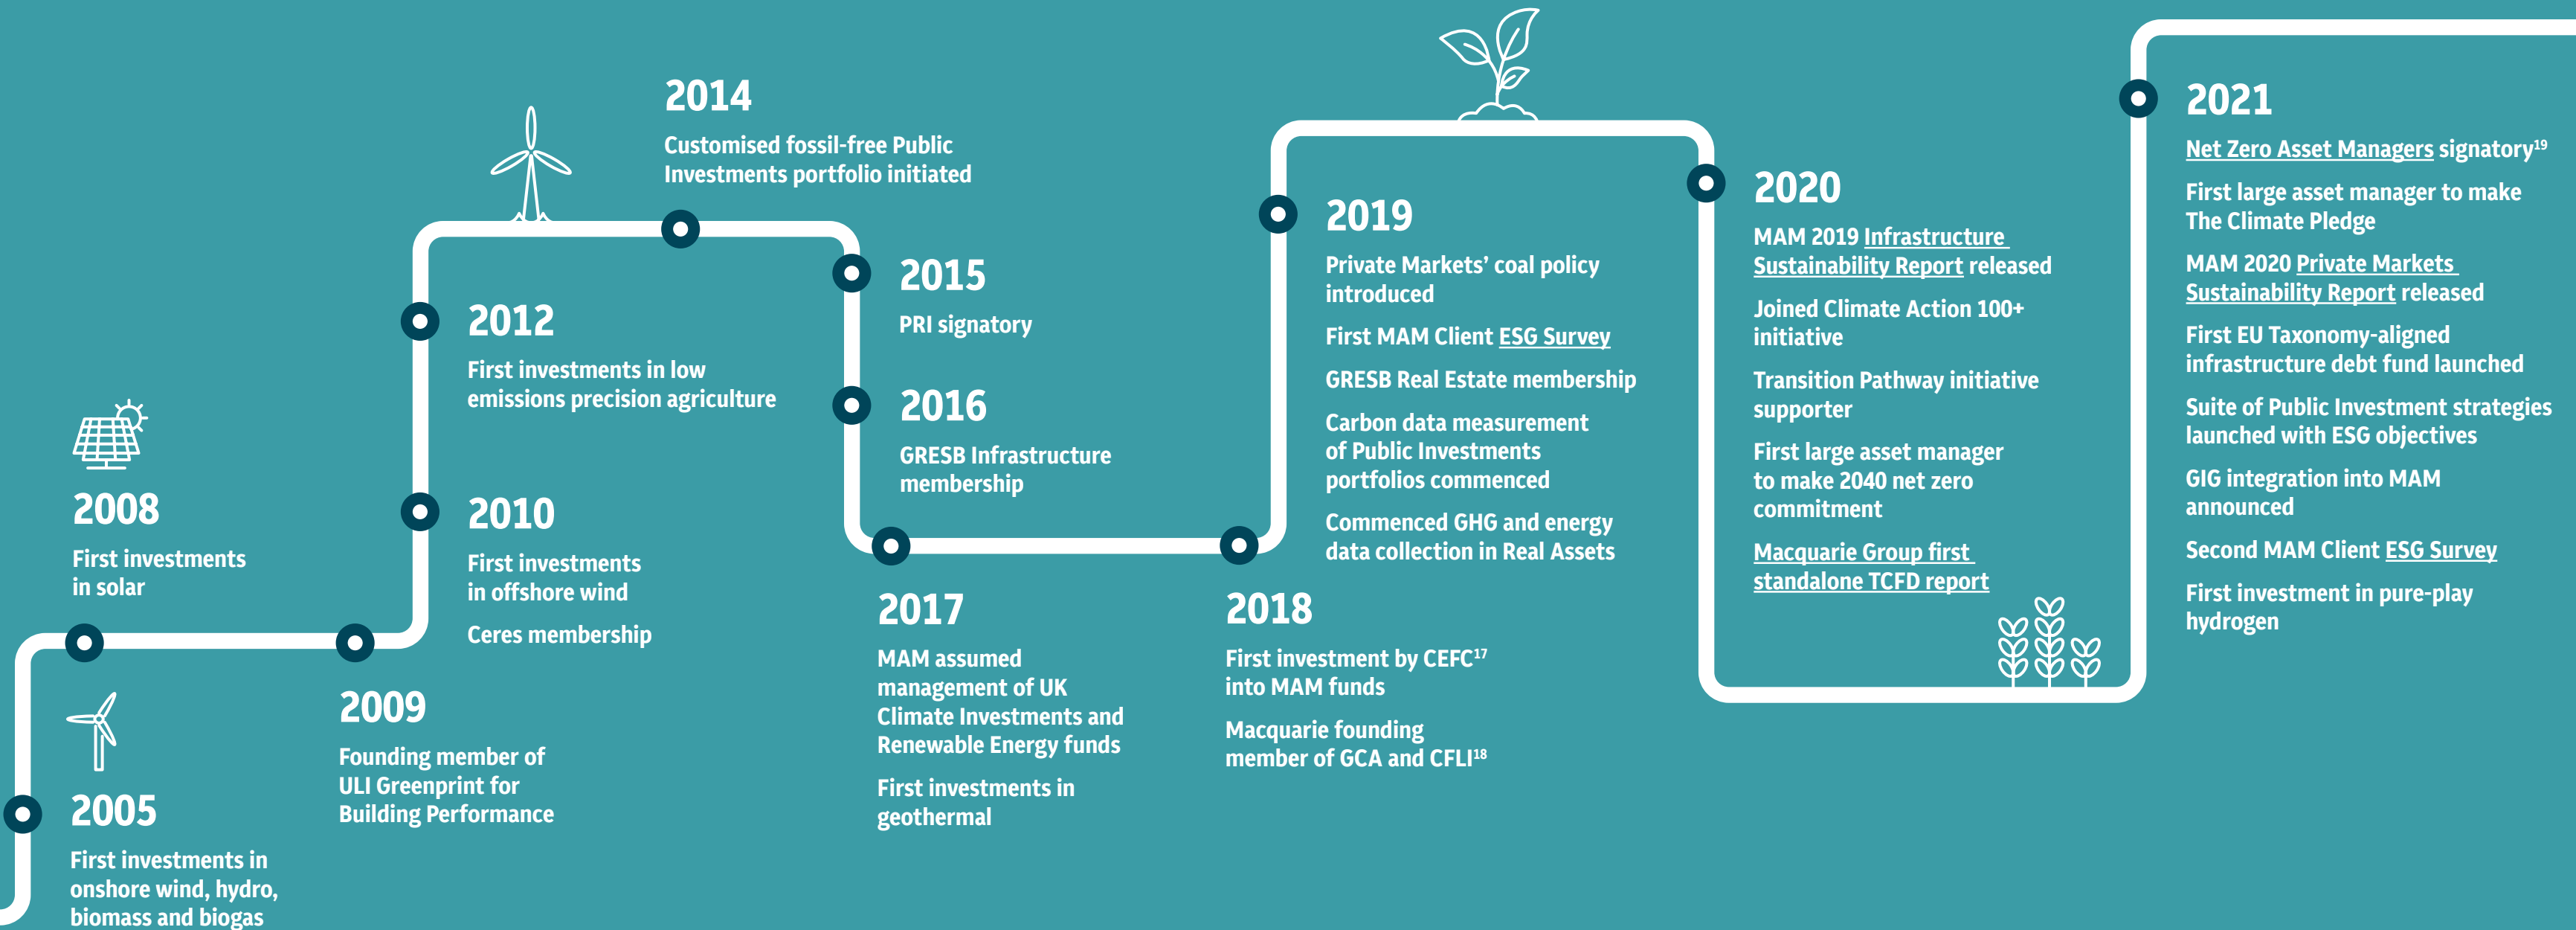 2005
First investments in
onshore wind, hydro,
biomass and biogas
2008
First investments
in solar
2009
Founding member of
ULI Greenprint for
Building Performance
2010
First investments
in offshore wind
Ceres membership
2012
First investments in low
emissions precision agriculture
2014
Customised fossil-free Public
Investments portfolio initiated
2015
PRI signatory
2016
GRESB Infrastructure
membership
2017
MAM assumed
management of UK
Climate Investments and
Renewable Energy funds
First investments in
geothermal
2018
First investment by CEFC¹⁷
into MAM funds
Macquarie founding
member of GCA and CFLI¹⁸
2019
Private Markets’ coal policy
introduced
First MAM Client ESG Survey
GRESB Real Estate membership
Carbon data measurement
of Public Investments
portfolios commenced
Commenced GHG and energy
data collection in Real Assets
2020
MAM 2019 Infrastructure
Sustainability Report released
Joined Climate Action 100+
initiative
Transition Pathway initiative
supporter
First large asset manager
to make 2040 net zero
commitment
Macquarie Group first
standalone TCFD report
2021
Net Zero Asset Managers signatory¹⁹
First large asset manager to make
The Climate Pledge
MAM 2020 Private Markets
Sustainability Report released
First EU Taxonomy-aligned
infrastructure debt fund launched
Suite of Public Investment strategies
launched with ESG objectives
GIG integration into MAM
announced
Second MAM Client ESG Survey
First investment in pure-play
hydrogen